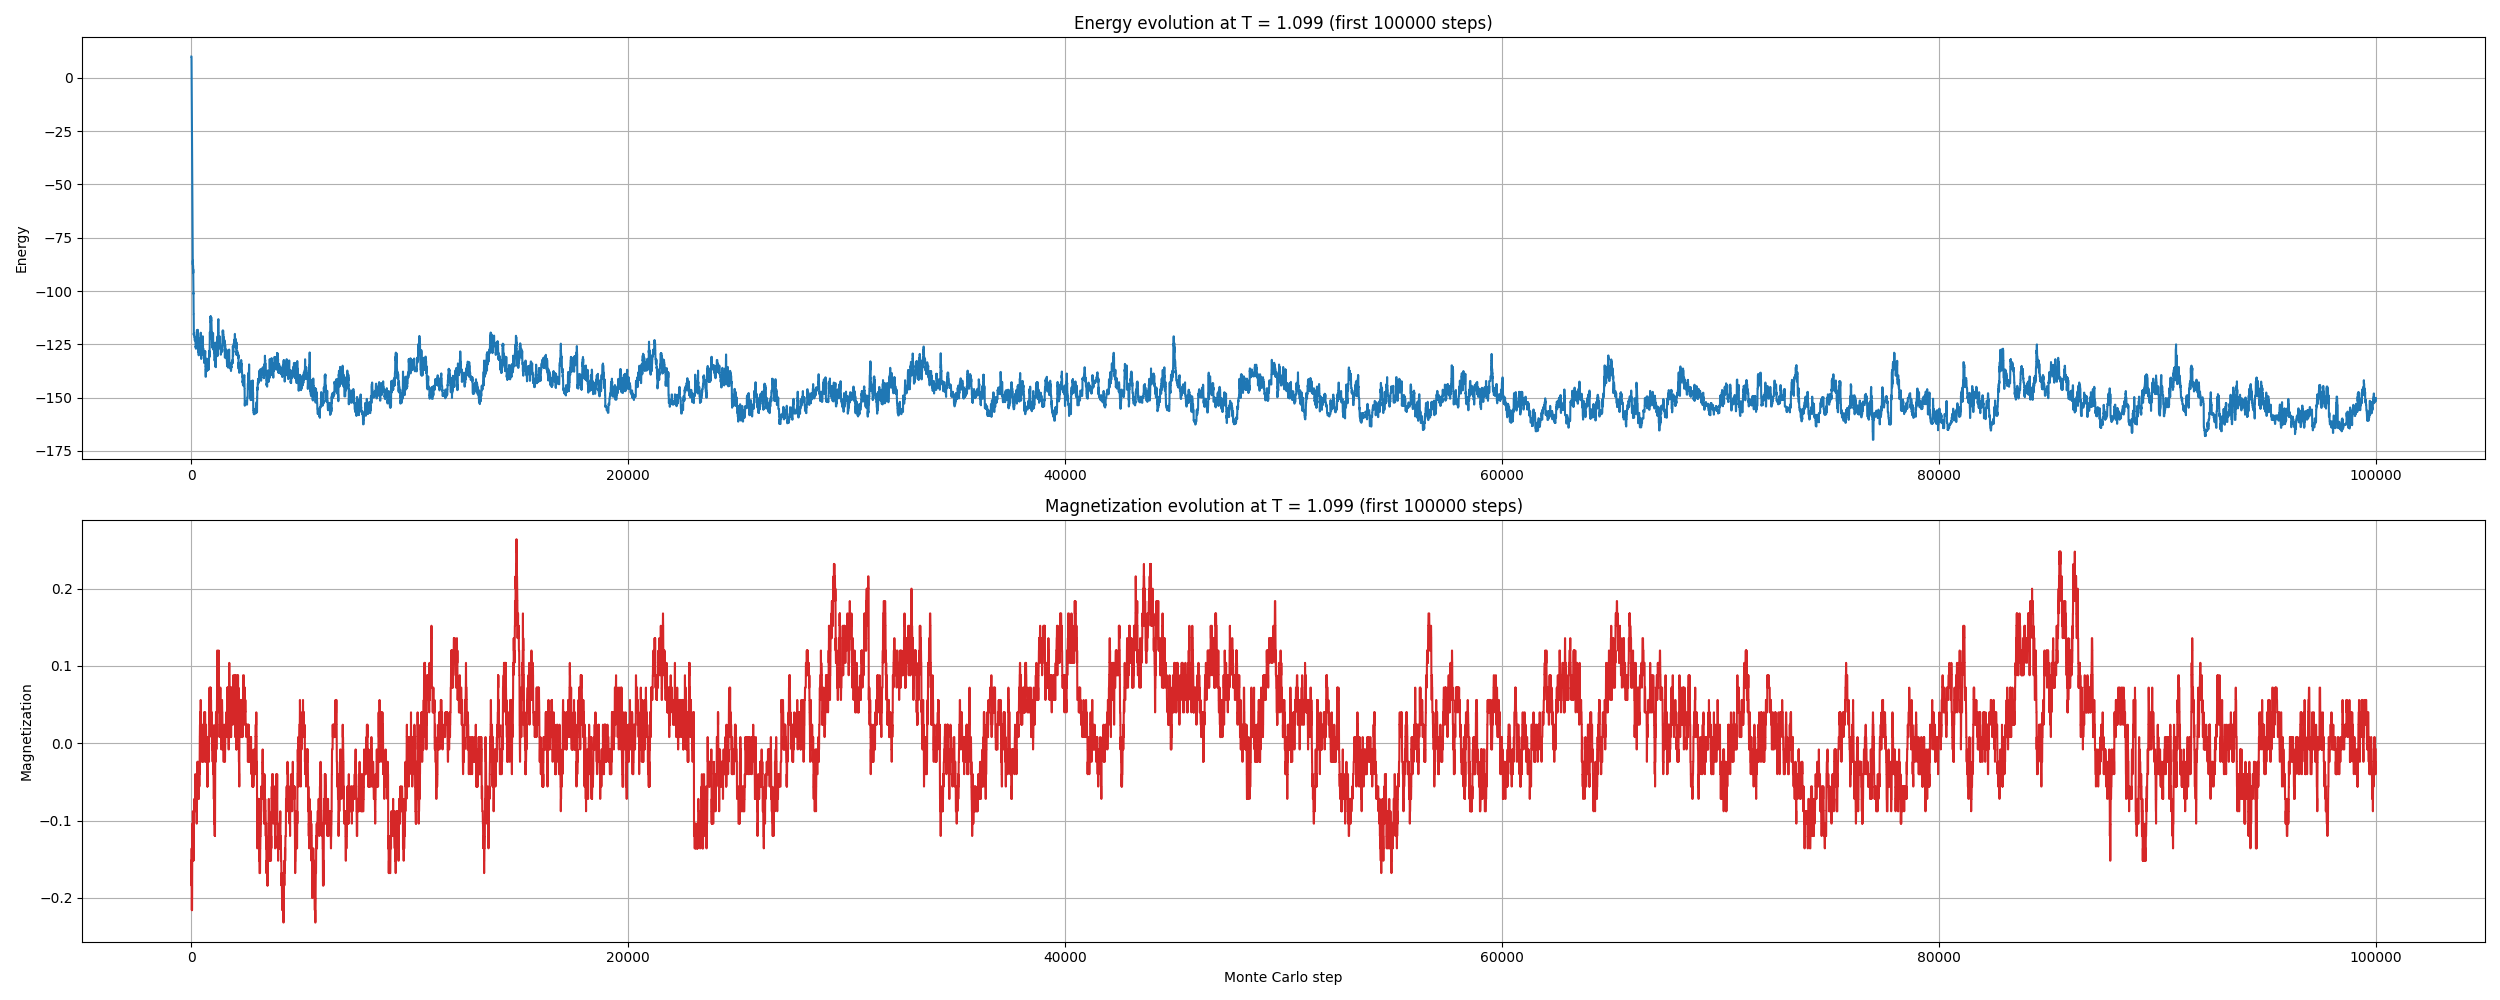 Energy evolution at T = 1.099 (first 100000 steps)
Energy
0
−25
−50
−75
−100
−125
−150
−175
0 20000 40000 60000 80000 100000
Magnetization evolution at T = 1.099 (first 100000 steps)
Magnetization
0.2
0.1
0.0
−0.1
−0.2
0 20000 40000 60000 80000 100000
Monte Carlo step